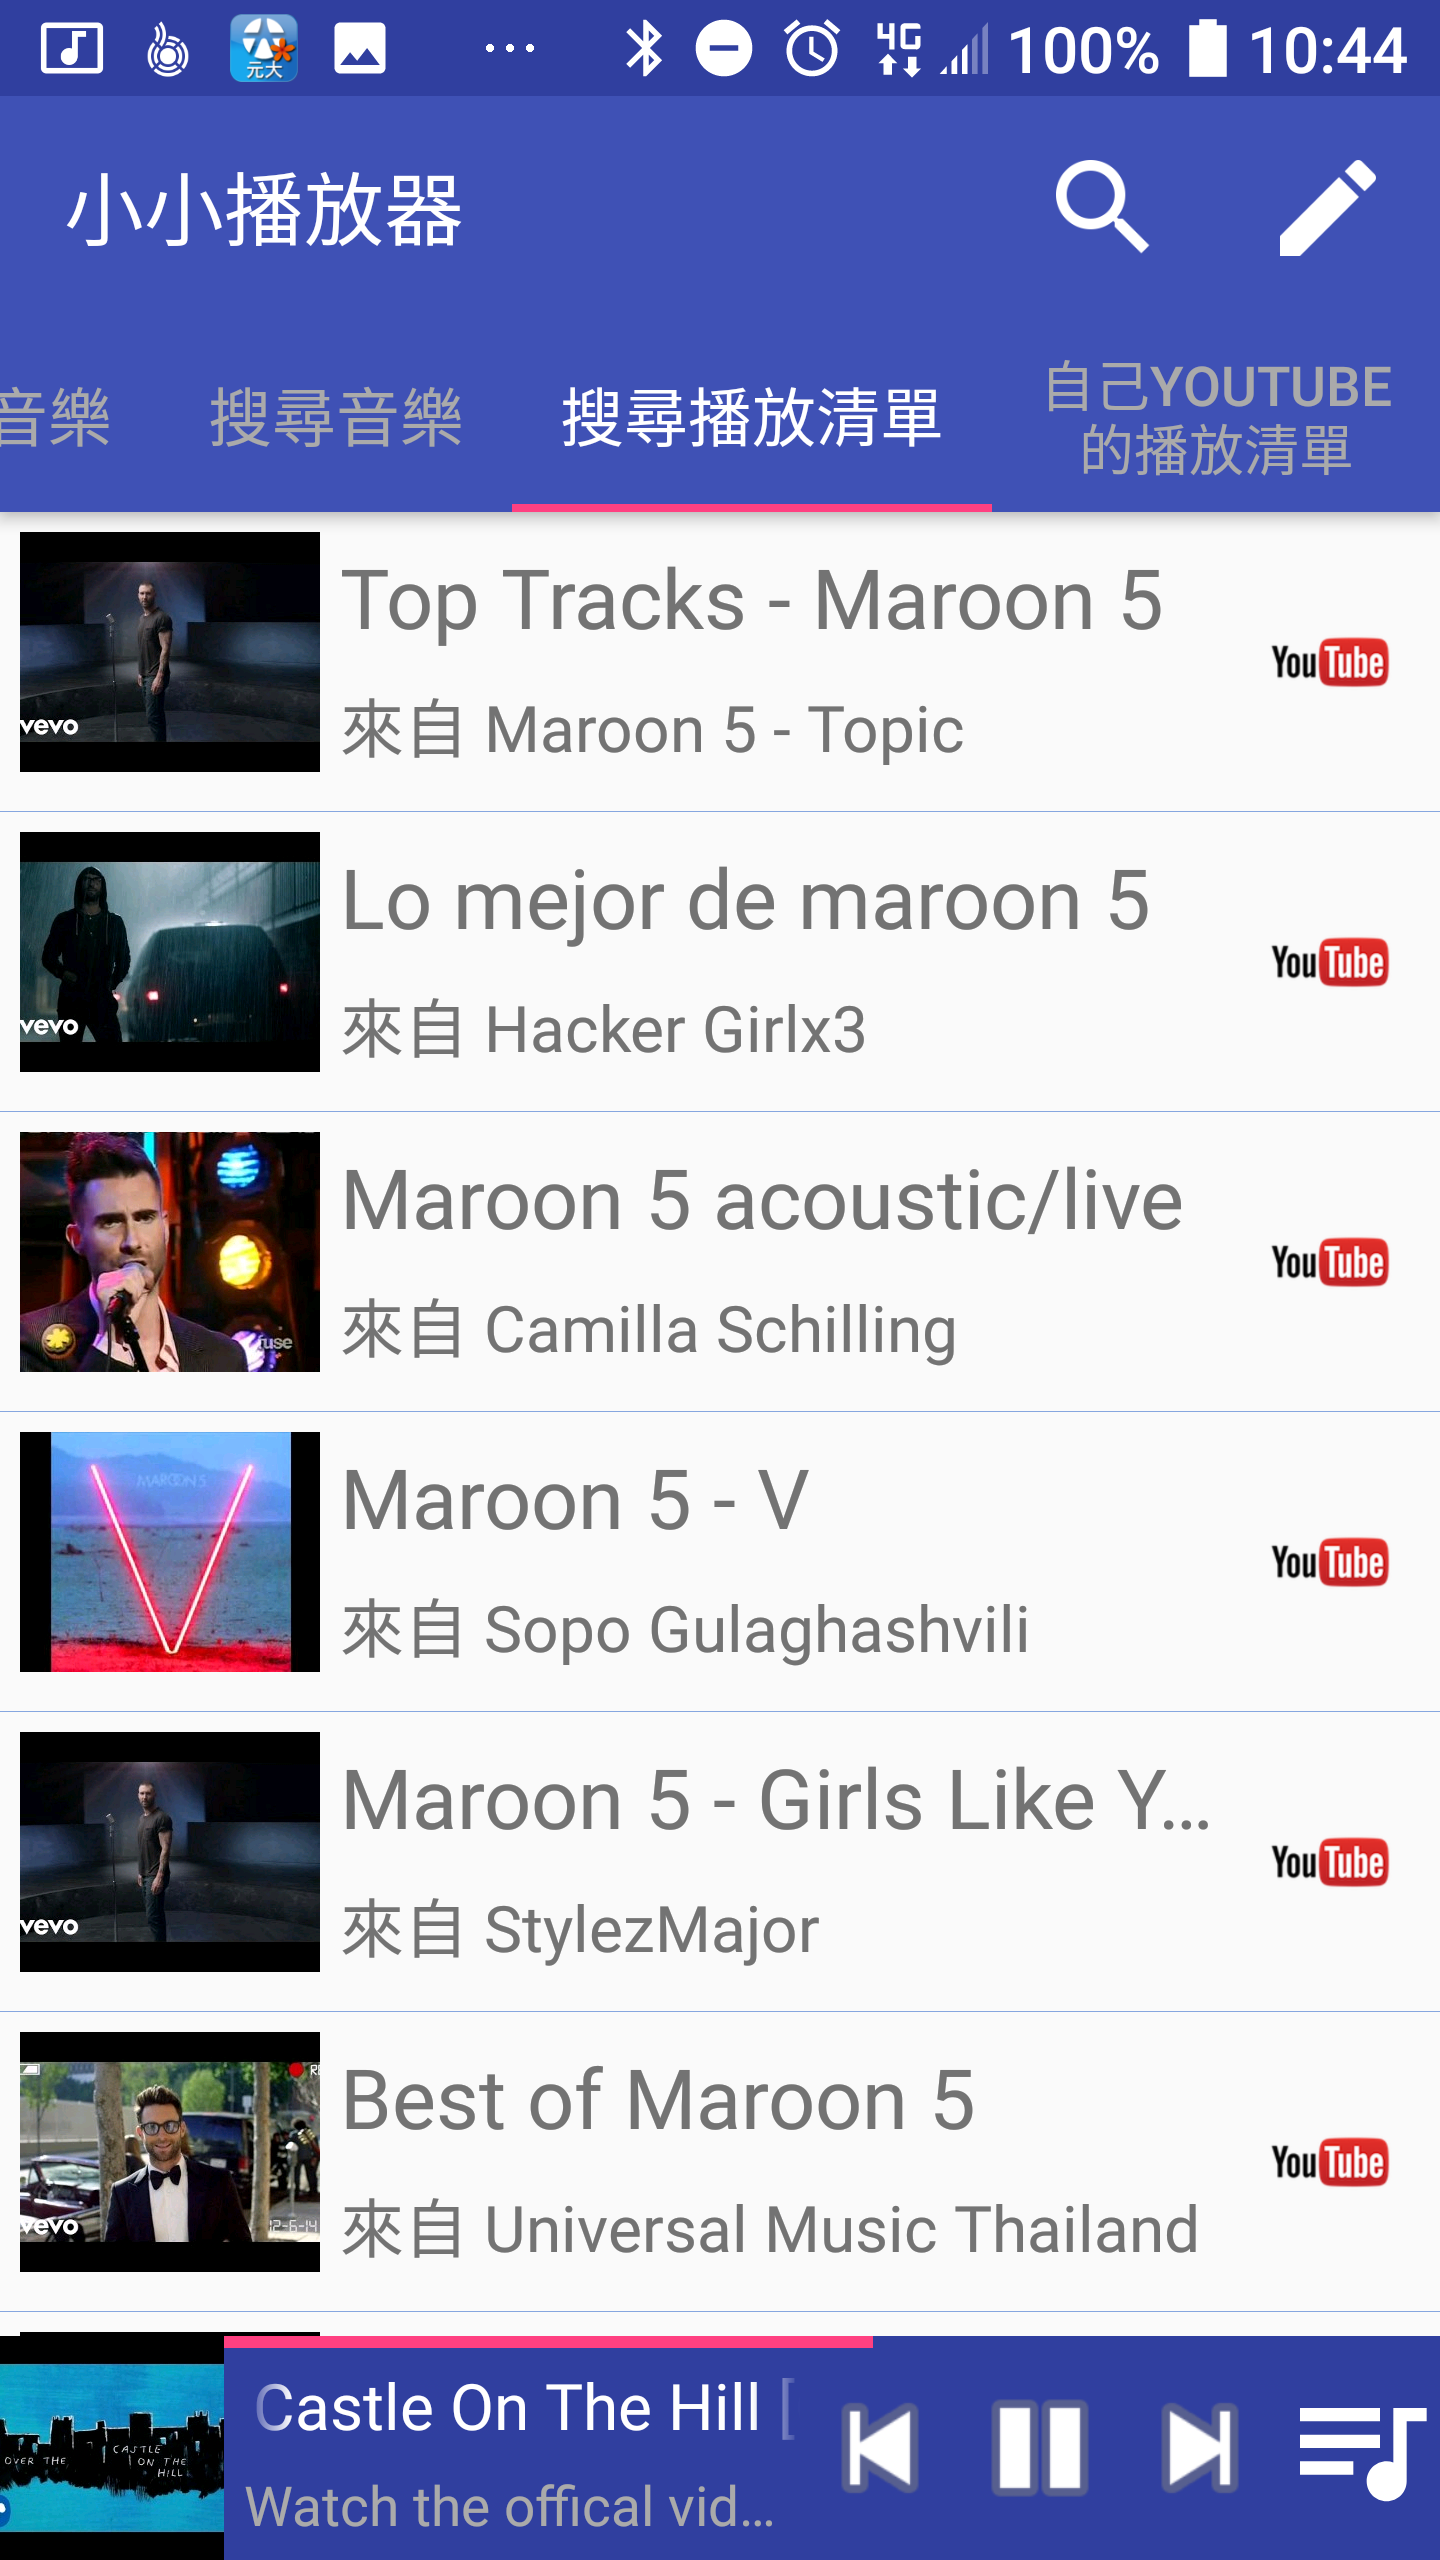 元大
4G
100%
10:44
小小播放器
音樂
搜尋音樂
搜尋播放清單
自己YOUTUBE
的播放清單
vevo
Top Tracks - Maroon 5
來自 Maroon 5 - Topic
YouTube
vevo
Lo mejor de maroon 5
來自 Hacker Girlx3
YouTube
fuse
Maroon 5 acoustic/live
來自 Camilla Schilling
YouTube
MAROON 5
Maroon 5 - V
來自 Sopo Gulaghashvili
YouTube
vevo
Maroon 5 - Girls Like Y...
來自 StylezMajor
YouTube
vevo
Best of Maroon 5
來自 Universal Music Thailand
YouTube
OVER THE CASTLE
ON THE
HILL
Castle On The Hill [
Watch the offical vid...